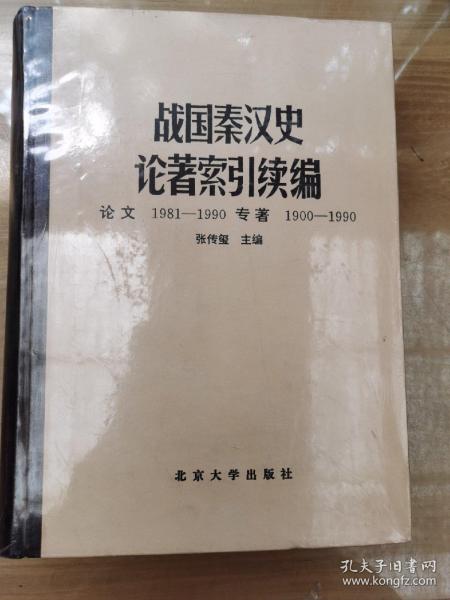 战国秦汉史
论著索引续编
论文 1981—1990 专著 1900—1990
张传玺 主编
北京大学出版社
孔夫子旧书网
www.kongfz.com